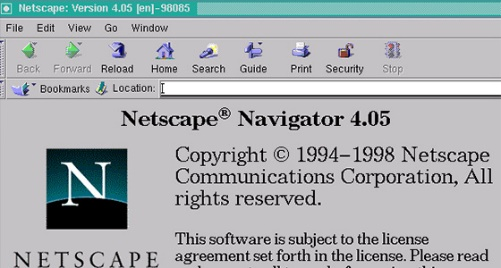 Netscape: Version 4.05 [en]-98085
File Edit View Go Window
Back Forward Reload Home Search Guide Print Security Stop
Bookmarks Location:
Netscape® Navigator 4.05
N
Copyright © 1994-1998 Netscape
Communications Corporation, All
rights reserved.
NETSCAPE
This software is subject to the license
agreement set forth in the license. Please read